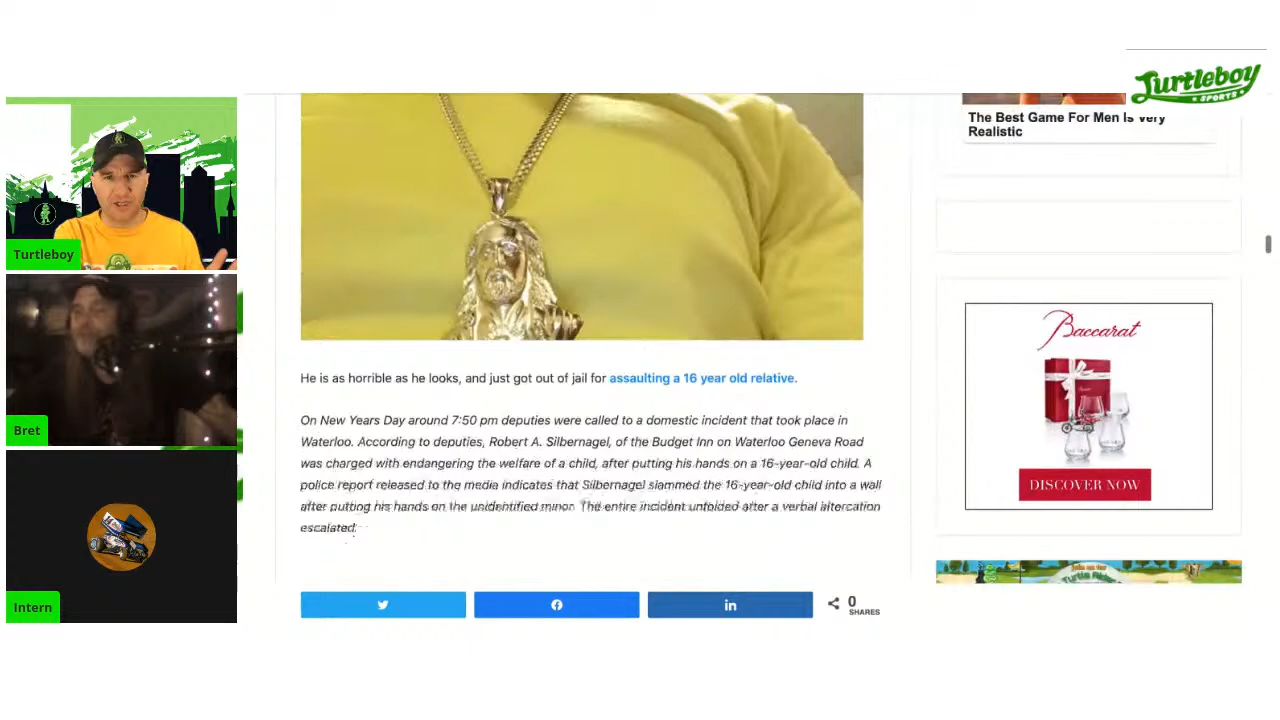 Turtleboy
SPORTS
The Best Game For Men Is Very
Realistic
Turtleboy
Bret
Intern
He is as horrible as he looks, and just got out of jail for assaulting a 16 year old relative.
On New Years Day around 7:50 pm deputies were called to a domestic incident that took place in
Waterloo. According to deputies, Robert A. Silbernagel, of the Budget Inn on Waterloo Geneva Road
was charged with endangering the welfare of a child, after putting his hands on a 16-year-old child. A
police report released to the media indicates that Silbernagel slammed the 16-year-old child into a wall
after putting his hands on the unidentified minor. The entire incident unfolded after a verbal altercation
escalated.
Baccarat
DISCOVER NOW
0
SHARES